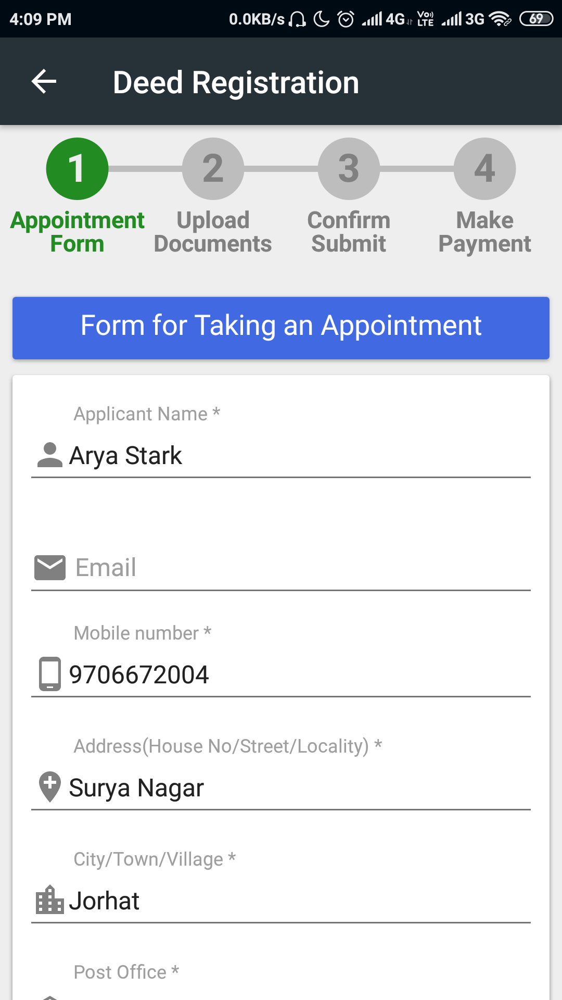 4:09 PM 0.0KB/s 4G VoLTE 3G 69
Deed Registration
1 2 3 4
Appointment Form
Upload Documents
Confirm Submit
Make Payment
Form for Taking an Appointment
Applicant Name *
Arya Stark
Email
Mobile number *
9706672004
Address(House No/Street/Locality) *
Surya Nagar
City/Town/Village *
Jorhat
Post Office *